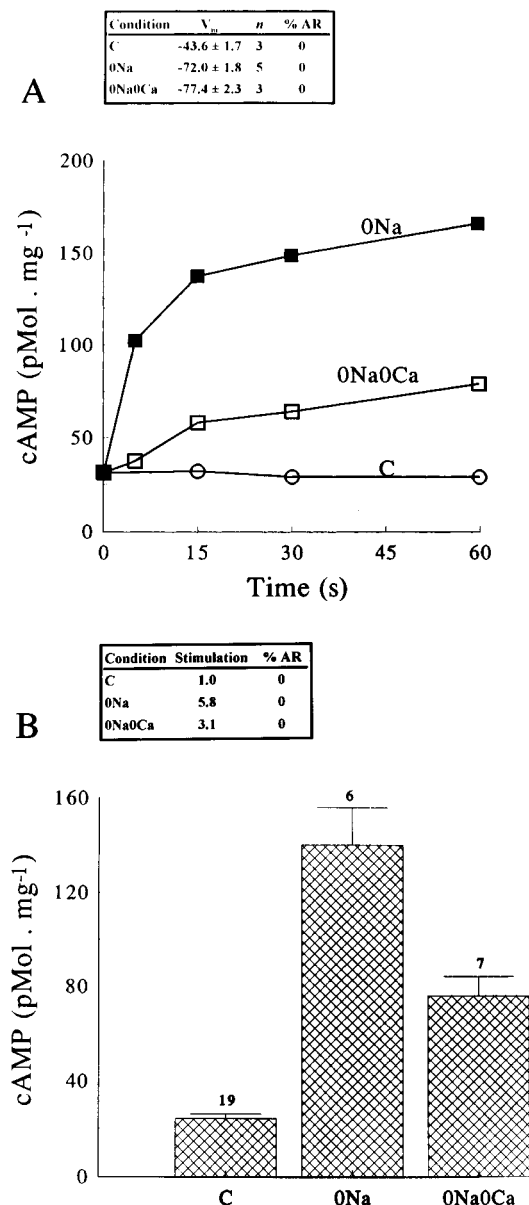 Condition V_m n % AR
C -43.6 ± 1.7 3 0
0Na -72.0 ± 1.8 5 0
0Na0Ca -77.4 ± 2.3 3 0
A
200
150
100
50
0
cAMP (pMol . mg -1)
0Na
0Na0Ca
C
0 15 30 45 60
Time (s)
Condition Stimulation % AR
C 1.0 0
0Na 5.8 0
0Na0Ca 3.1 0
B
160
120
80
40
0
cAMP (pMol . mg-1)
19
6
7
C 0Na 0Na0Ca